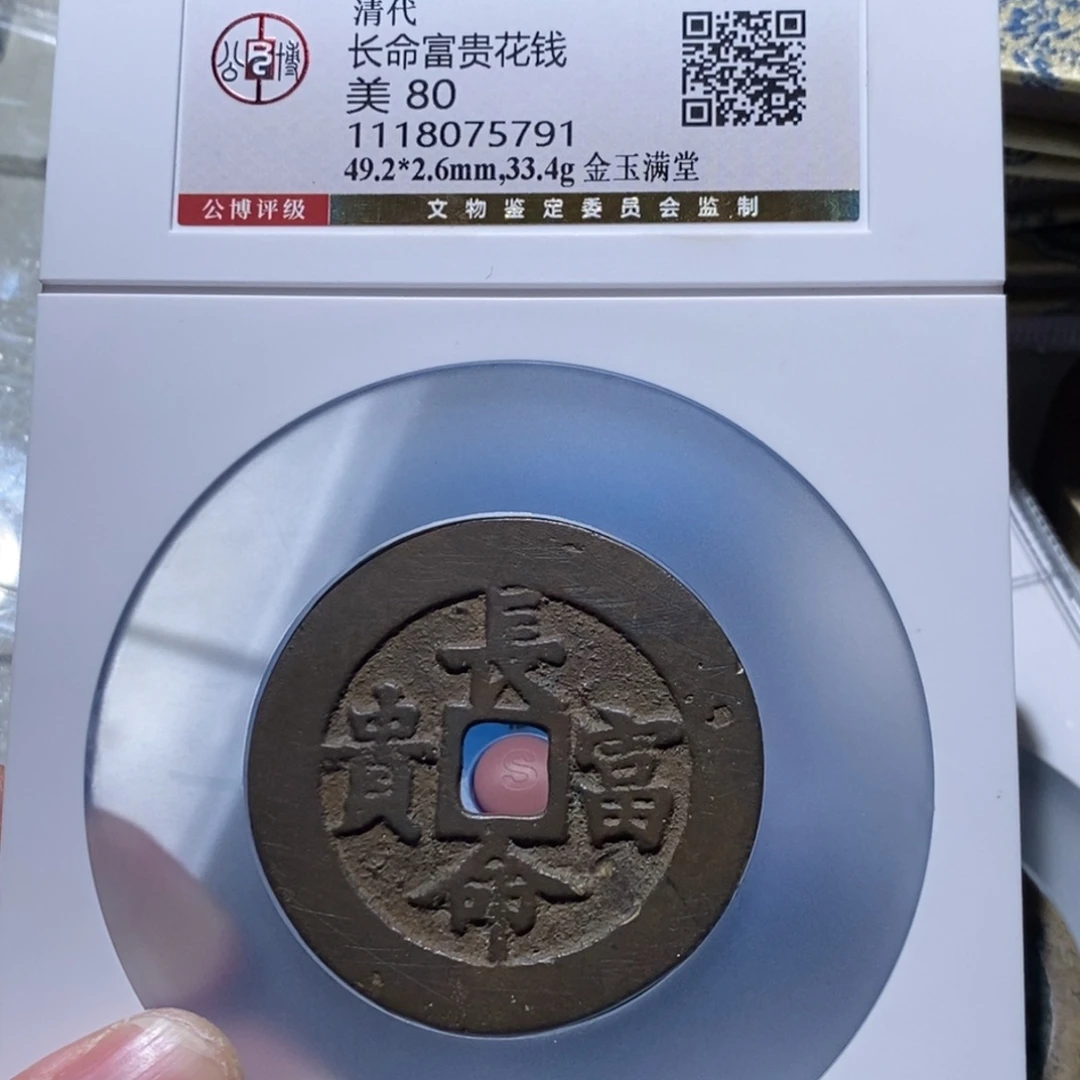 清代
长命富贵花钱
美 80
1118075791
49.2*2.6mm,33.4g 金玉满堂
公博
公博评级
文物鉴定委员会监制
長
貴 富
命
S